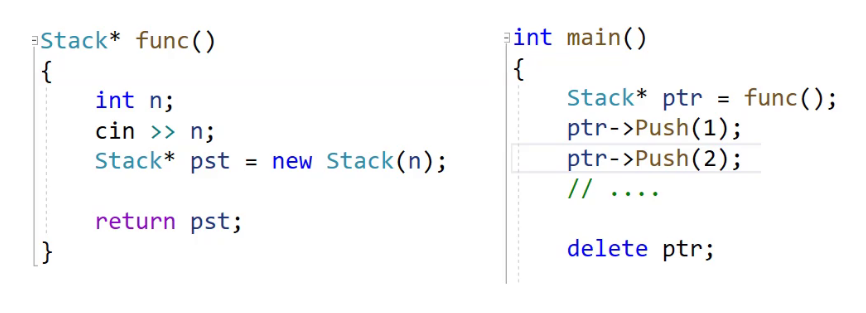 Stack* func()
{
    int n;
    cin >> n;
    Stack* pst = new Stack(n);
    return pst;
}
int main()
{
    Stack* ptr = func();
    ptr->Push(1);
    ptr->Push(2);
    // ....
    delete ptr;